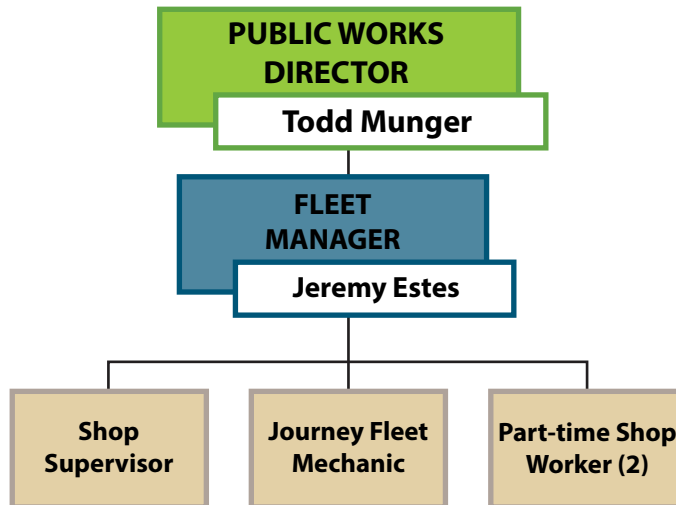 PUBLIC WORKS
DIRECTOR
Todd Munger
FLEET
MANAGER
Jeremy Estes
Shop
Supervisor
Journey Fleet
Mechanic
Part-time Shop
Worker (2)